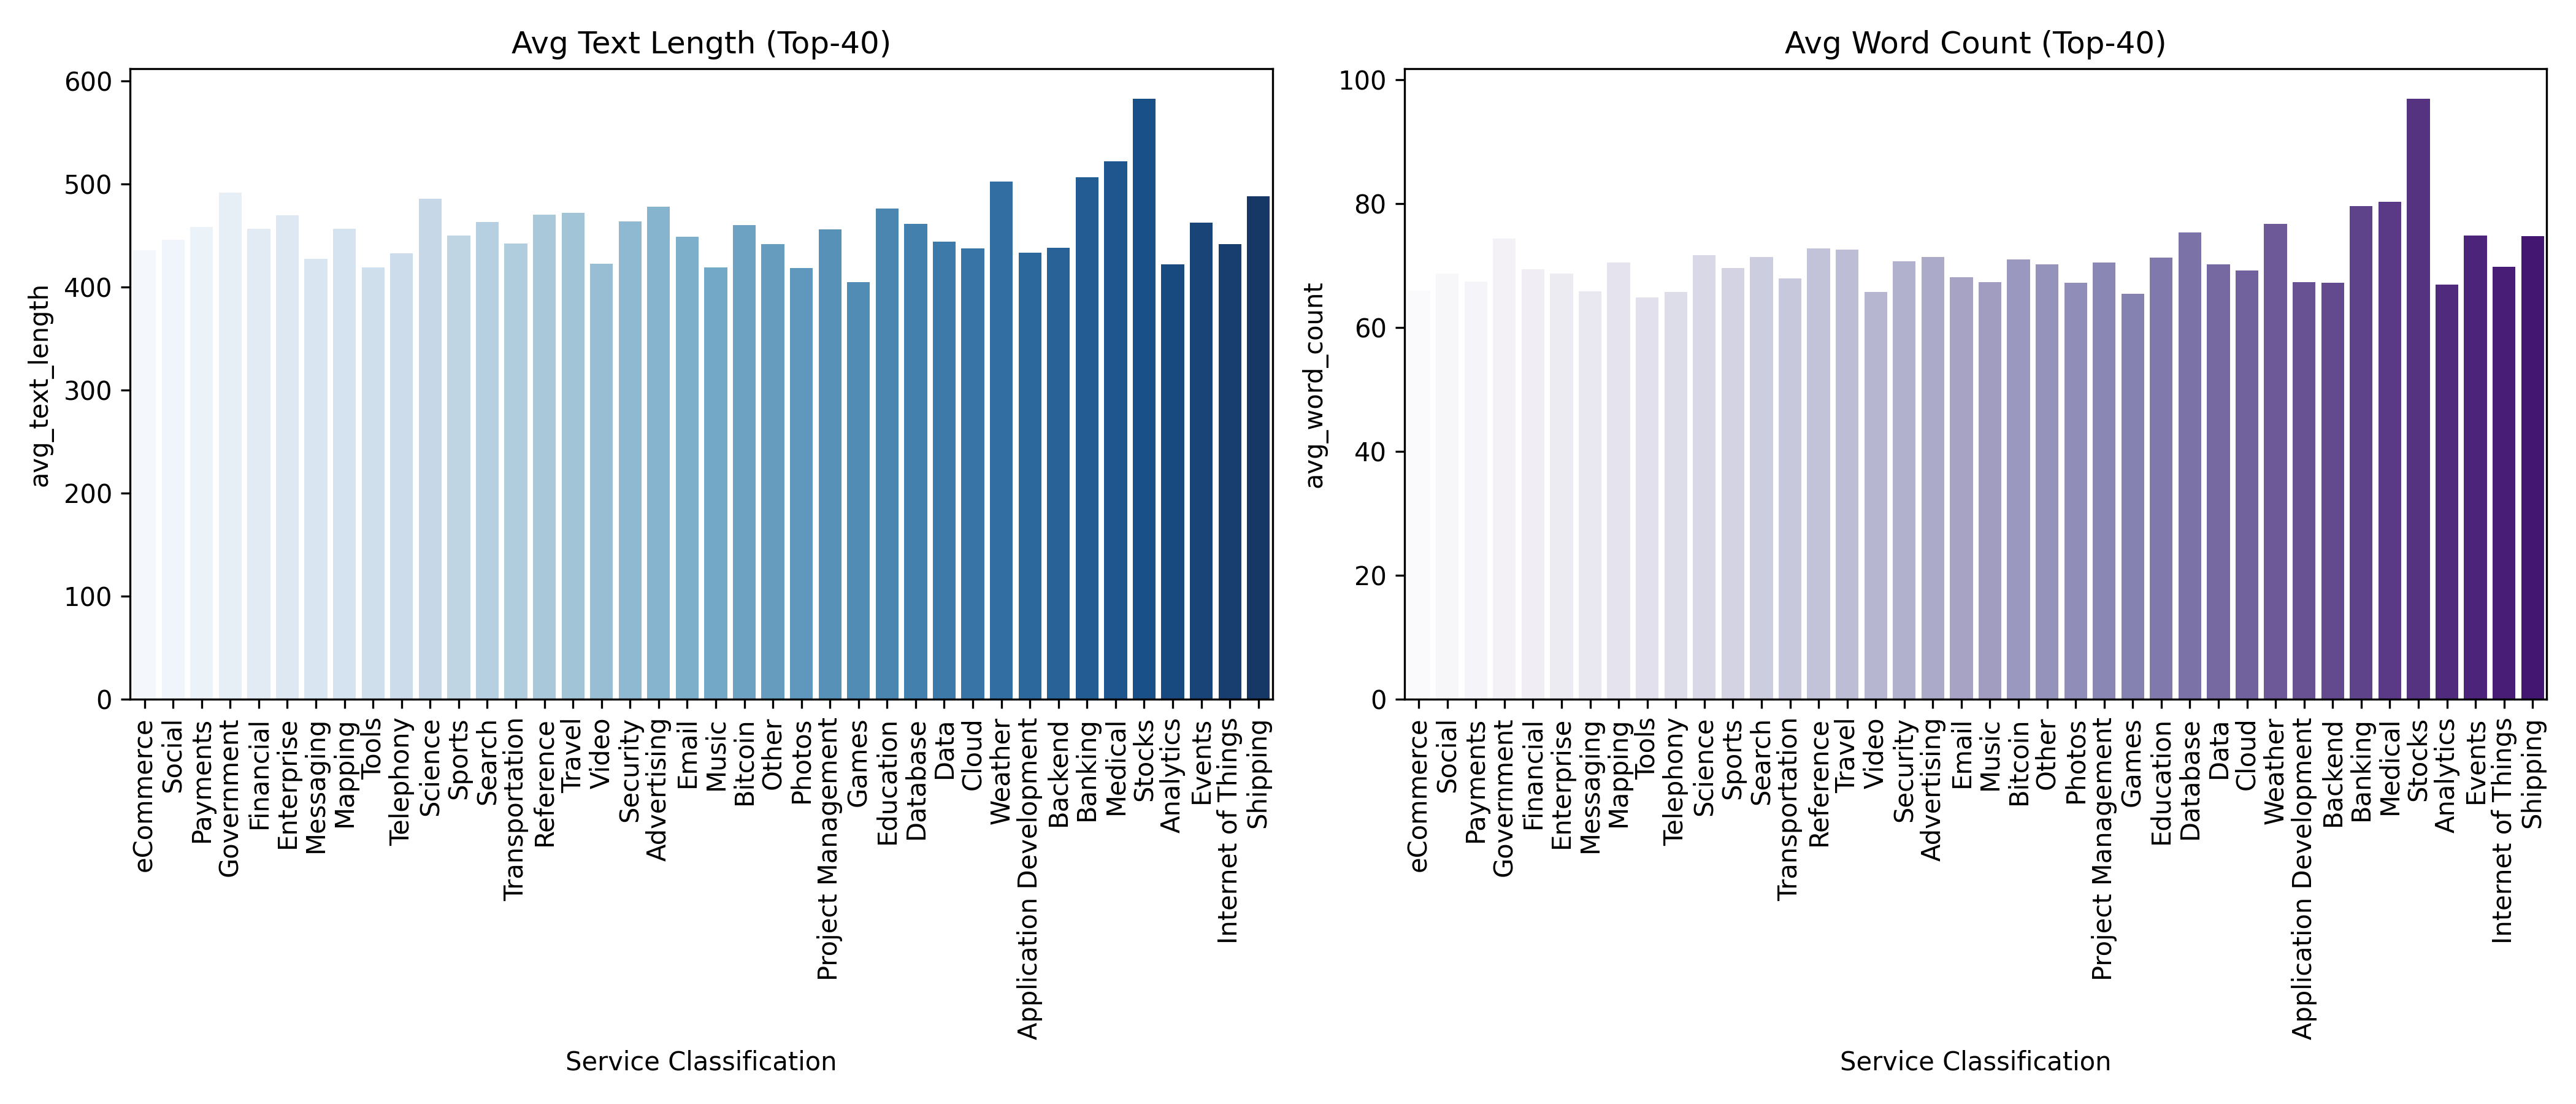 Avg Text Length (Top-40)
avg_text_length
600
500
400
300
200
100
0
eCommerce
Social
Payments
Government
Financial
Enterprise
Messaging
Mapping
Tools
Telephony
Science
Sports
Search
Transportation
Reference
Travel
Video
Security
Advertising
Email
Music
Bitcoin
Other
Photos
Project Management
Games
Education
Database
Data
Cloud
Weather
Application Development
Backend
Banking
Medical
Stocks
Analytics
Events
Internet of Things
Shipping
Service Classification
Avg Word Count (Top-40)
avg_word_count
100
80
60
40
20
0
eCommerce
Social
Payments
Government
Financial
Enterprise
Messaging
Mapping
Tools
Telephony
Science
Sports
Search
Transportation
Reference
Travel
Video
Security
Advertising
Email
Music
Bitcoin
Other
Photos
Project Management
Games
Education
Database
Data
Cloud
Weather
Application Development
Backend
Banking
Medical
Stocks
Analytics
Events
Internet of Things
Shipping
Service Classification